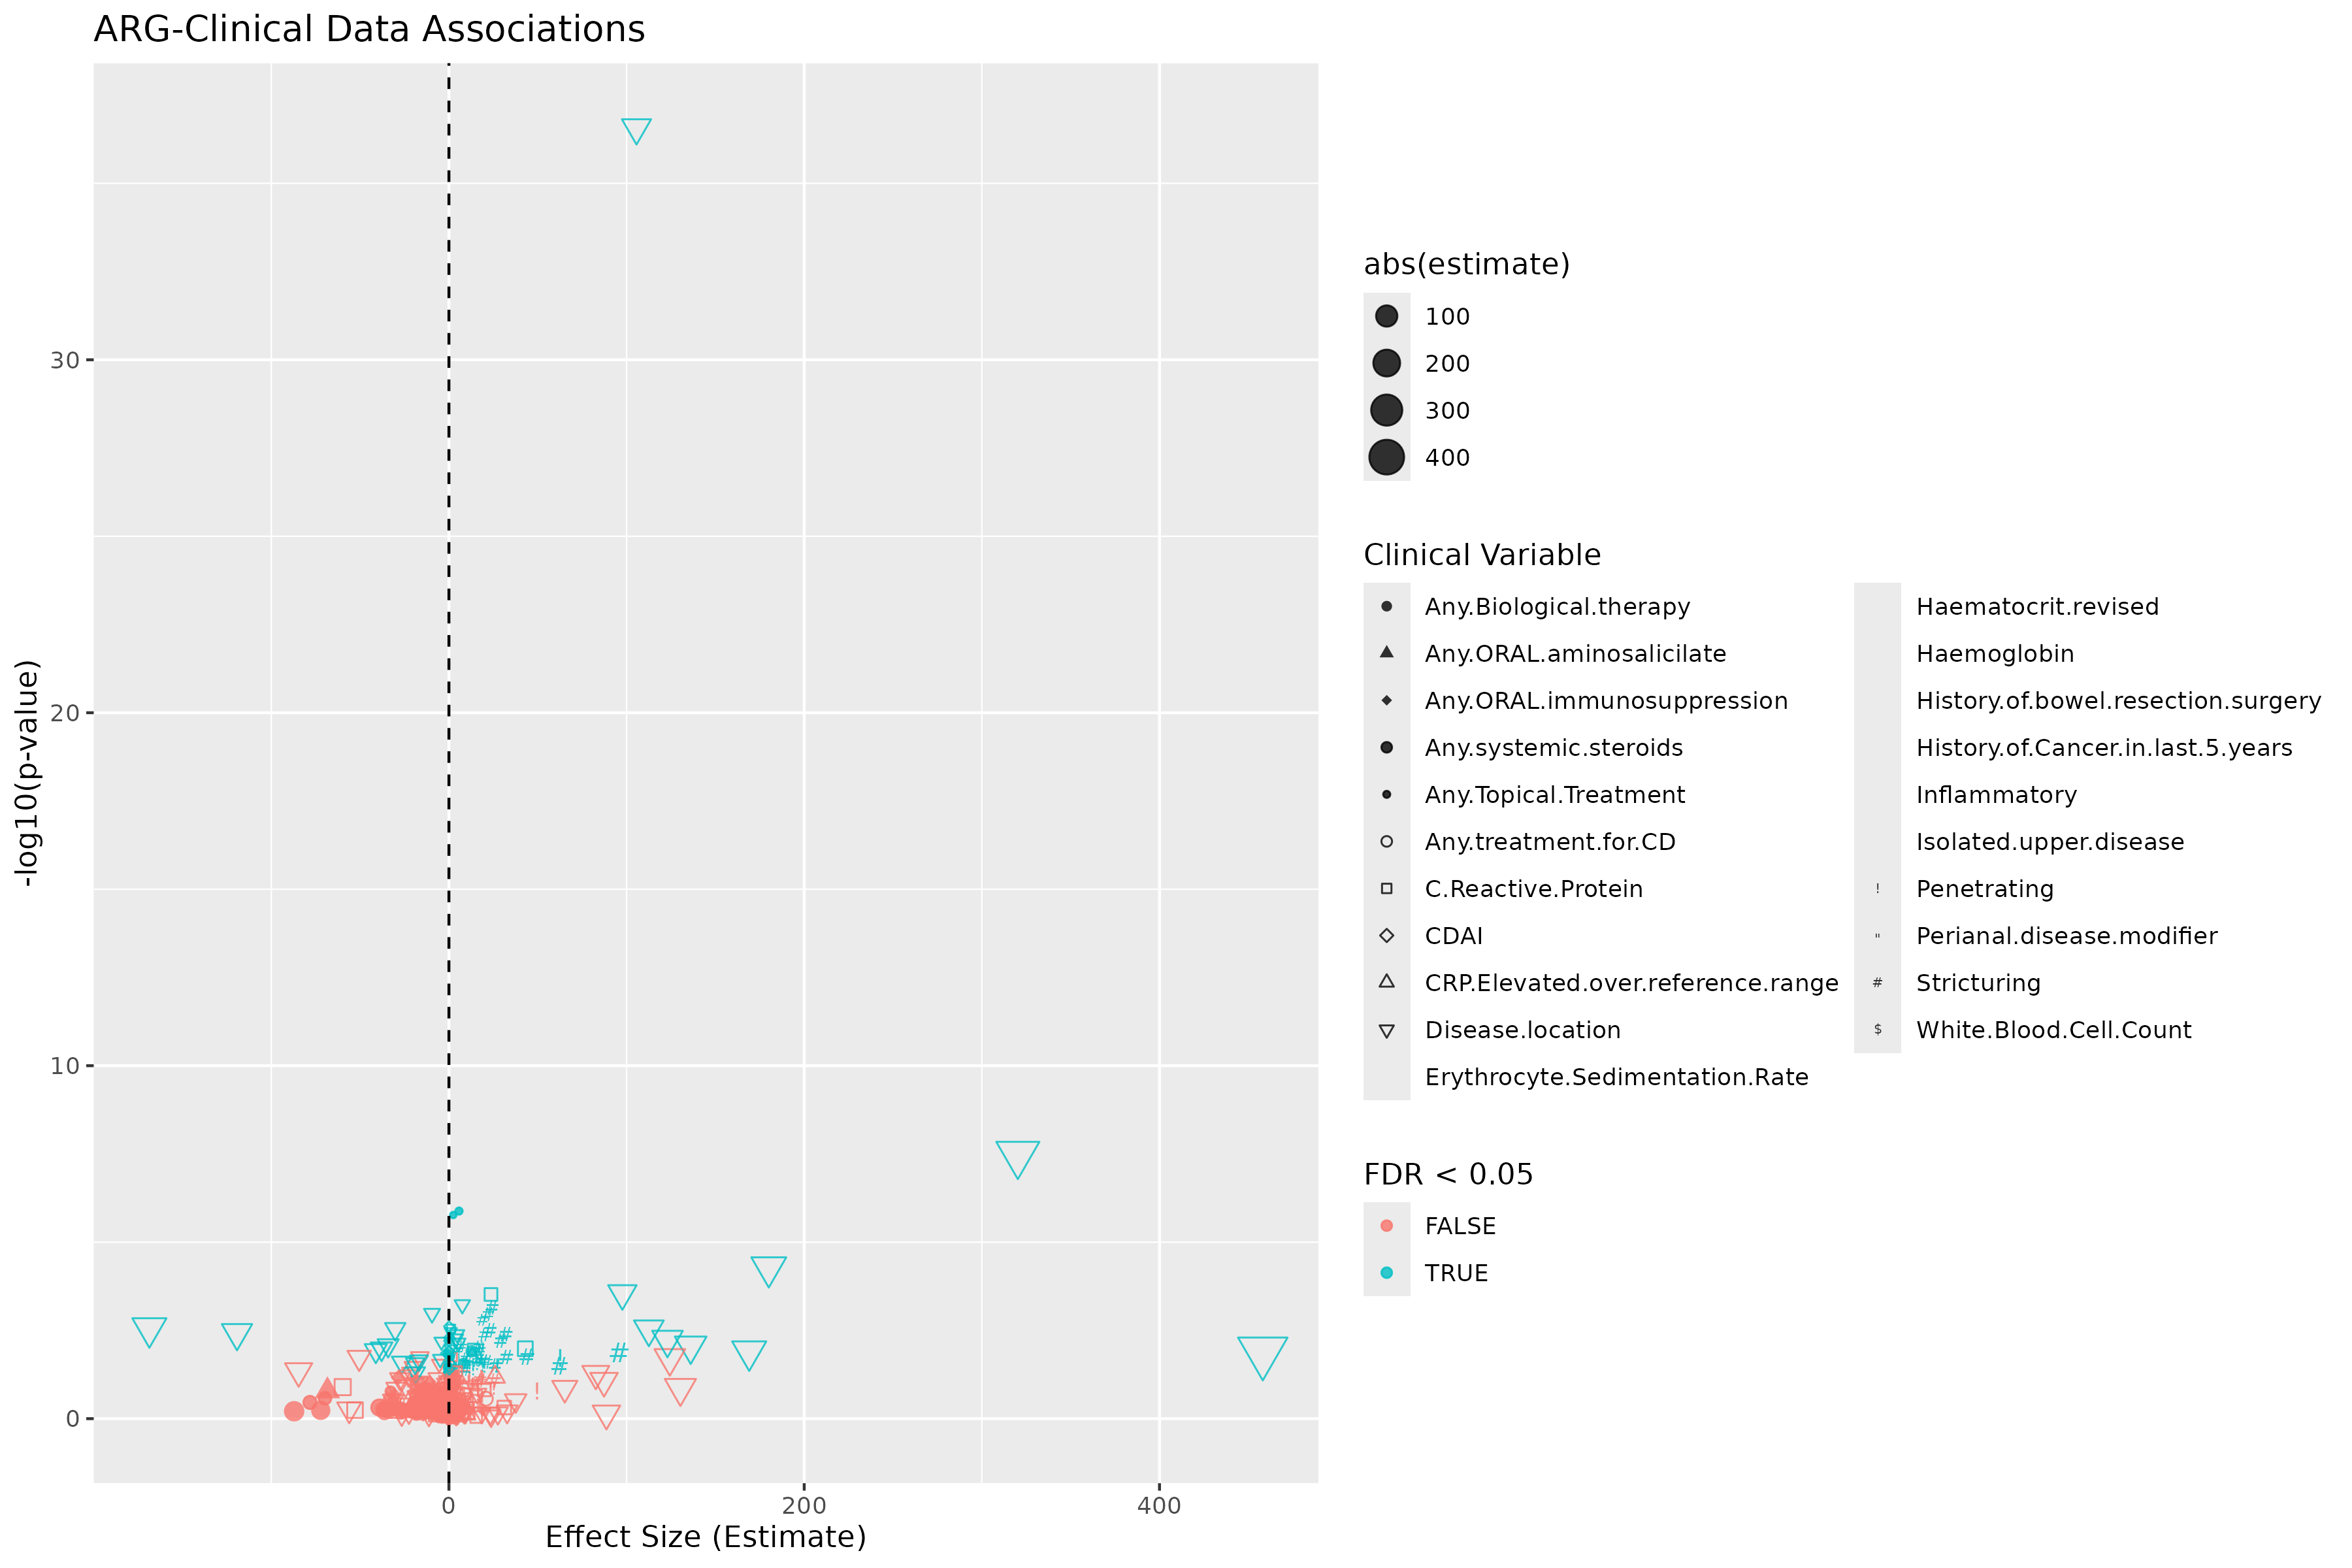 ARG-Clinical Data Associations
-log10(p-value)
30
20
10
0
0
200
400
Effect Size (Estimate)
abs(estimate)
100
200
300
400
Clinical Variable
Any.Biological.therapy
Any.ORAL.aminosalicilate
Any.ORAL.immunosuppression
Any.systemic.steroids
Any.Topical.Treatment
Any.treatment.for.CD
C.Reactive.Protein
CDAI
CRP.Elevated.over.reference.range
Disease.location
Erythrocyte.Sedimentation.Rate
Haematocrit.revised
Haemoglobin
History.of.bowel.resection.surgery
History.of.Cancer.in.last.5.years
Inflammatory
Isolated.upper.disease
! Penetrating
" Perianal.disease.modifier
# Stricturing
$ White.Blood.Cell.Count
FDR < 0.05
FALSE
TRUE